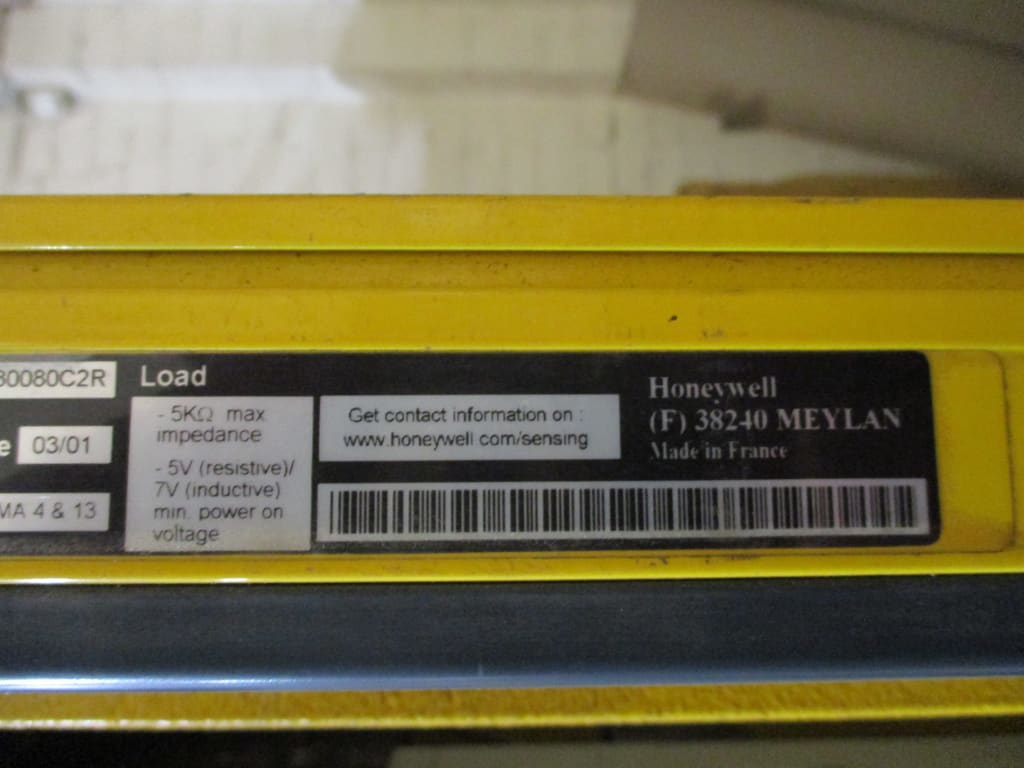 80080C2R
Load
- 5KΩ max
impedance
- 5V (resistive)/
7V (inductive)
min. power on
voltage
e 03/01
MA 4 & 13
Get contact information on :
www.honeywell.com/sensing
Honeywell
(F) 38240 MEYLAN
Made in France